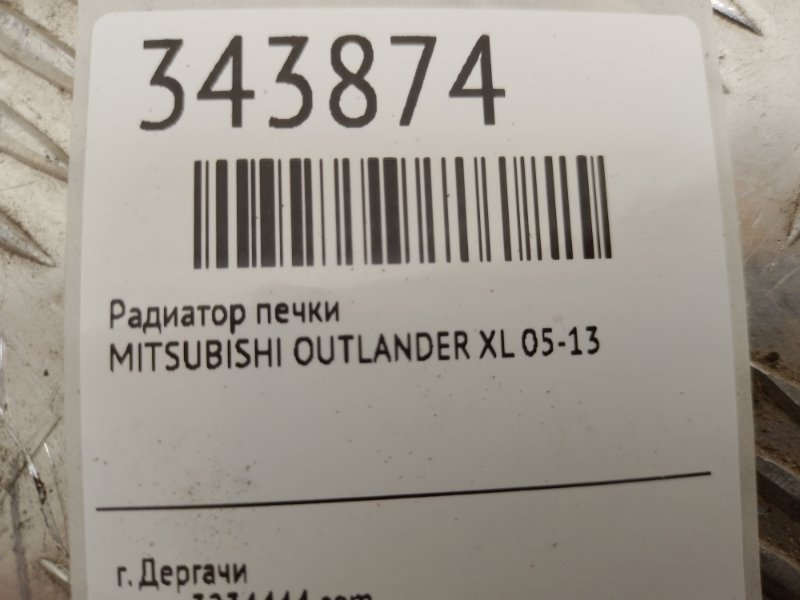 343874
Радиатор печки
MITSUBISHI OUTLANDER XL 05-13
г. Дергачи